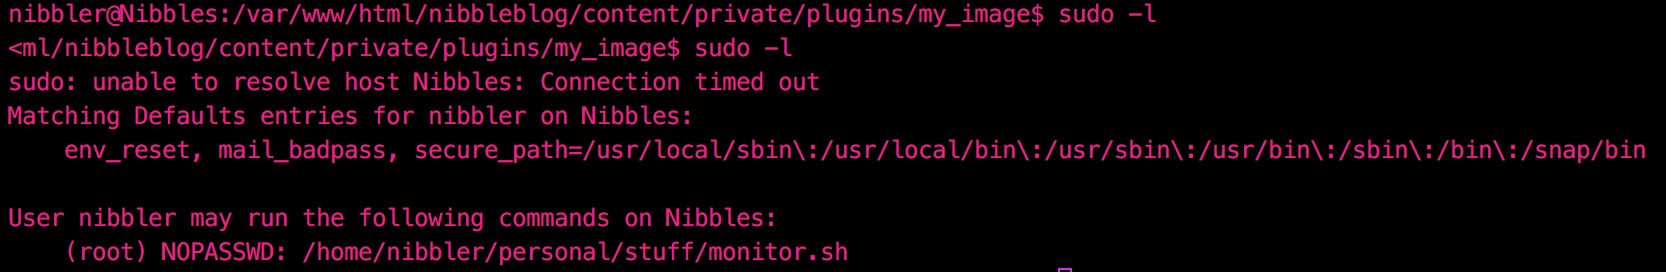 nibbler@Nibbles:/var/www/html/nibbleblog/content/private/plugins/my_image$ sudo -l
<ml/nibbleblog/content/private/plugins/my_image$ sudo -l
sudo: unable to resolve host Nibbles: Connection timed out
Matching Defaults entries for nibbler on Nibbles:
    env_reset, mail_badpass, secure_path=/usr/local/sbin\:/usr/local/bin\:/usr/sbin\:/usr/bin\:/sbin\:/bin\:/snap/bin
User nibbler may run the following commands on Nibbles:
    (root) NOPASSWD: /home/nibbler/personal/stuff/monitor.sh